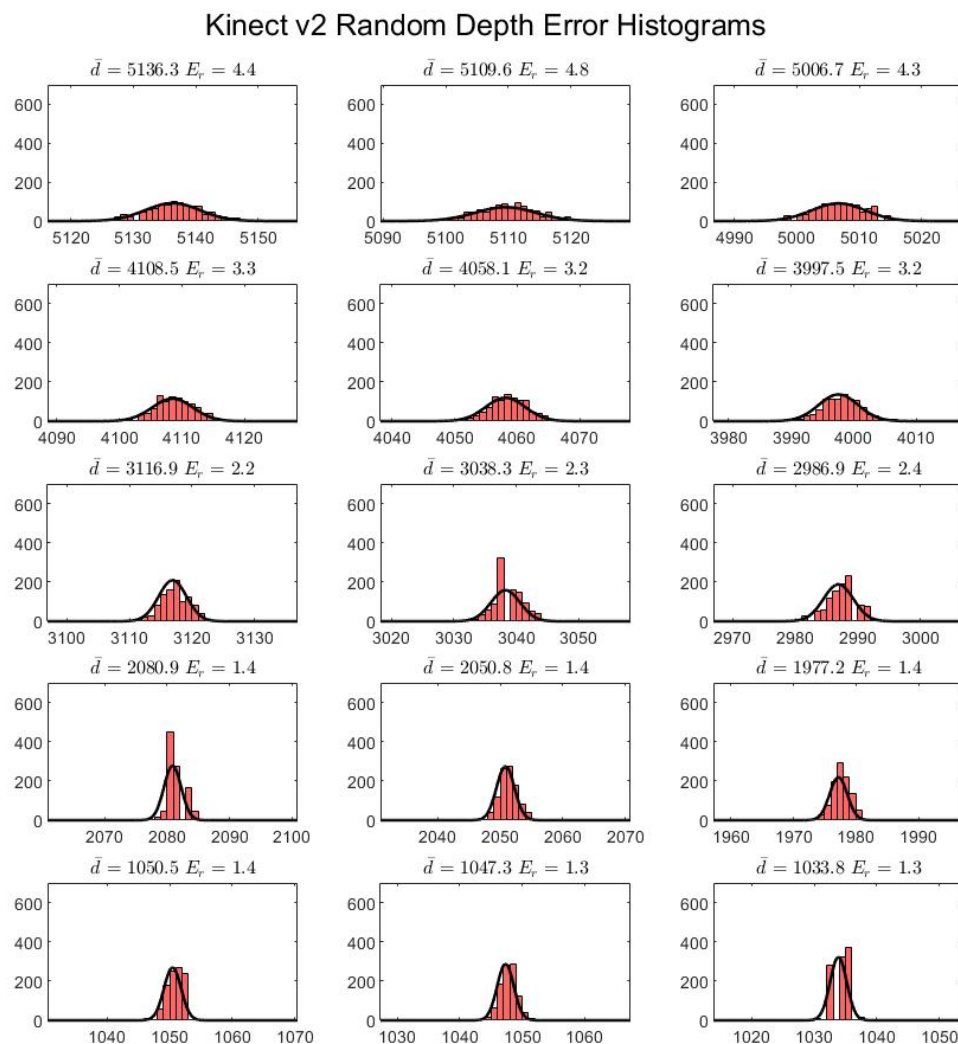 Kinect v2 Random Depth Error Histograms
d̄ = 5136.3 E_r = 4.4
600
400
200
0
5120 5130 5140 5150
d̄ = 5109.6 E_r = 4.8
600
400
200
0
5090 5100 5110 5120
d̄ = 5006.7 E_r = 4.3
600
400
200
0
4990 5000 5010 5020
d̄ = 4108.5 E_r = 3.3
600
400
200
0
4090 4100 4110 4120
d̄ = 4058.1 E_r = 3.2
600
400
200
0
4040 4050 4060 4070
d̄ = 3997.5 E_r = 3.2
600
400
200
0
3980 3990 4000 4010
d̄ = 3116.9 E_r = 2.2
600
400
200
0
3100 3110 3120 3130
d̄ = 3038.3 E_r = 2.3
600
400
200
0
3020 3030 3040 3050
d̄ = 2986.9 E_r = 2.4
600
400
200
0
2970 2980 2990 3000
d̄ = 2080.9 E_r = 1.4
600
400
200
0
2070 2080 2090 2100
d̄ = 2050.8 E_r = 1.4
600
400
200
0
2040 2050 2060 2070
d̄ = 1977.2 E_r = 1.4
600
400
200
0
1960 1970 1980 1990
d̄ = 1050.5 E_r = 1.4
600
400
200
0
1040 1050 1060 1070
d̄ = 1047.3 E_r = 1.3
600
400
200
0
1030 1040 1050 1060
d̄ = 1033.8 E_r = 1.3
600
400
200
0
1020 1030 1040 1050